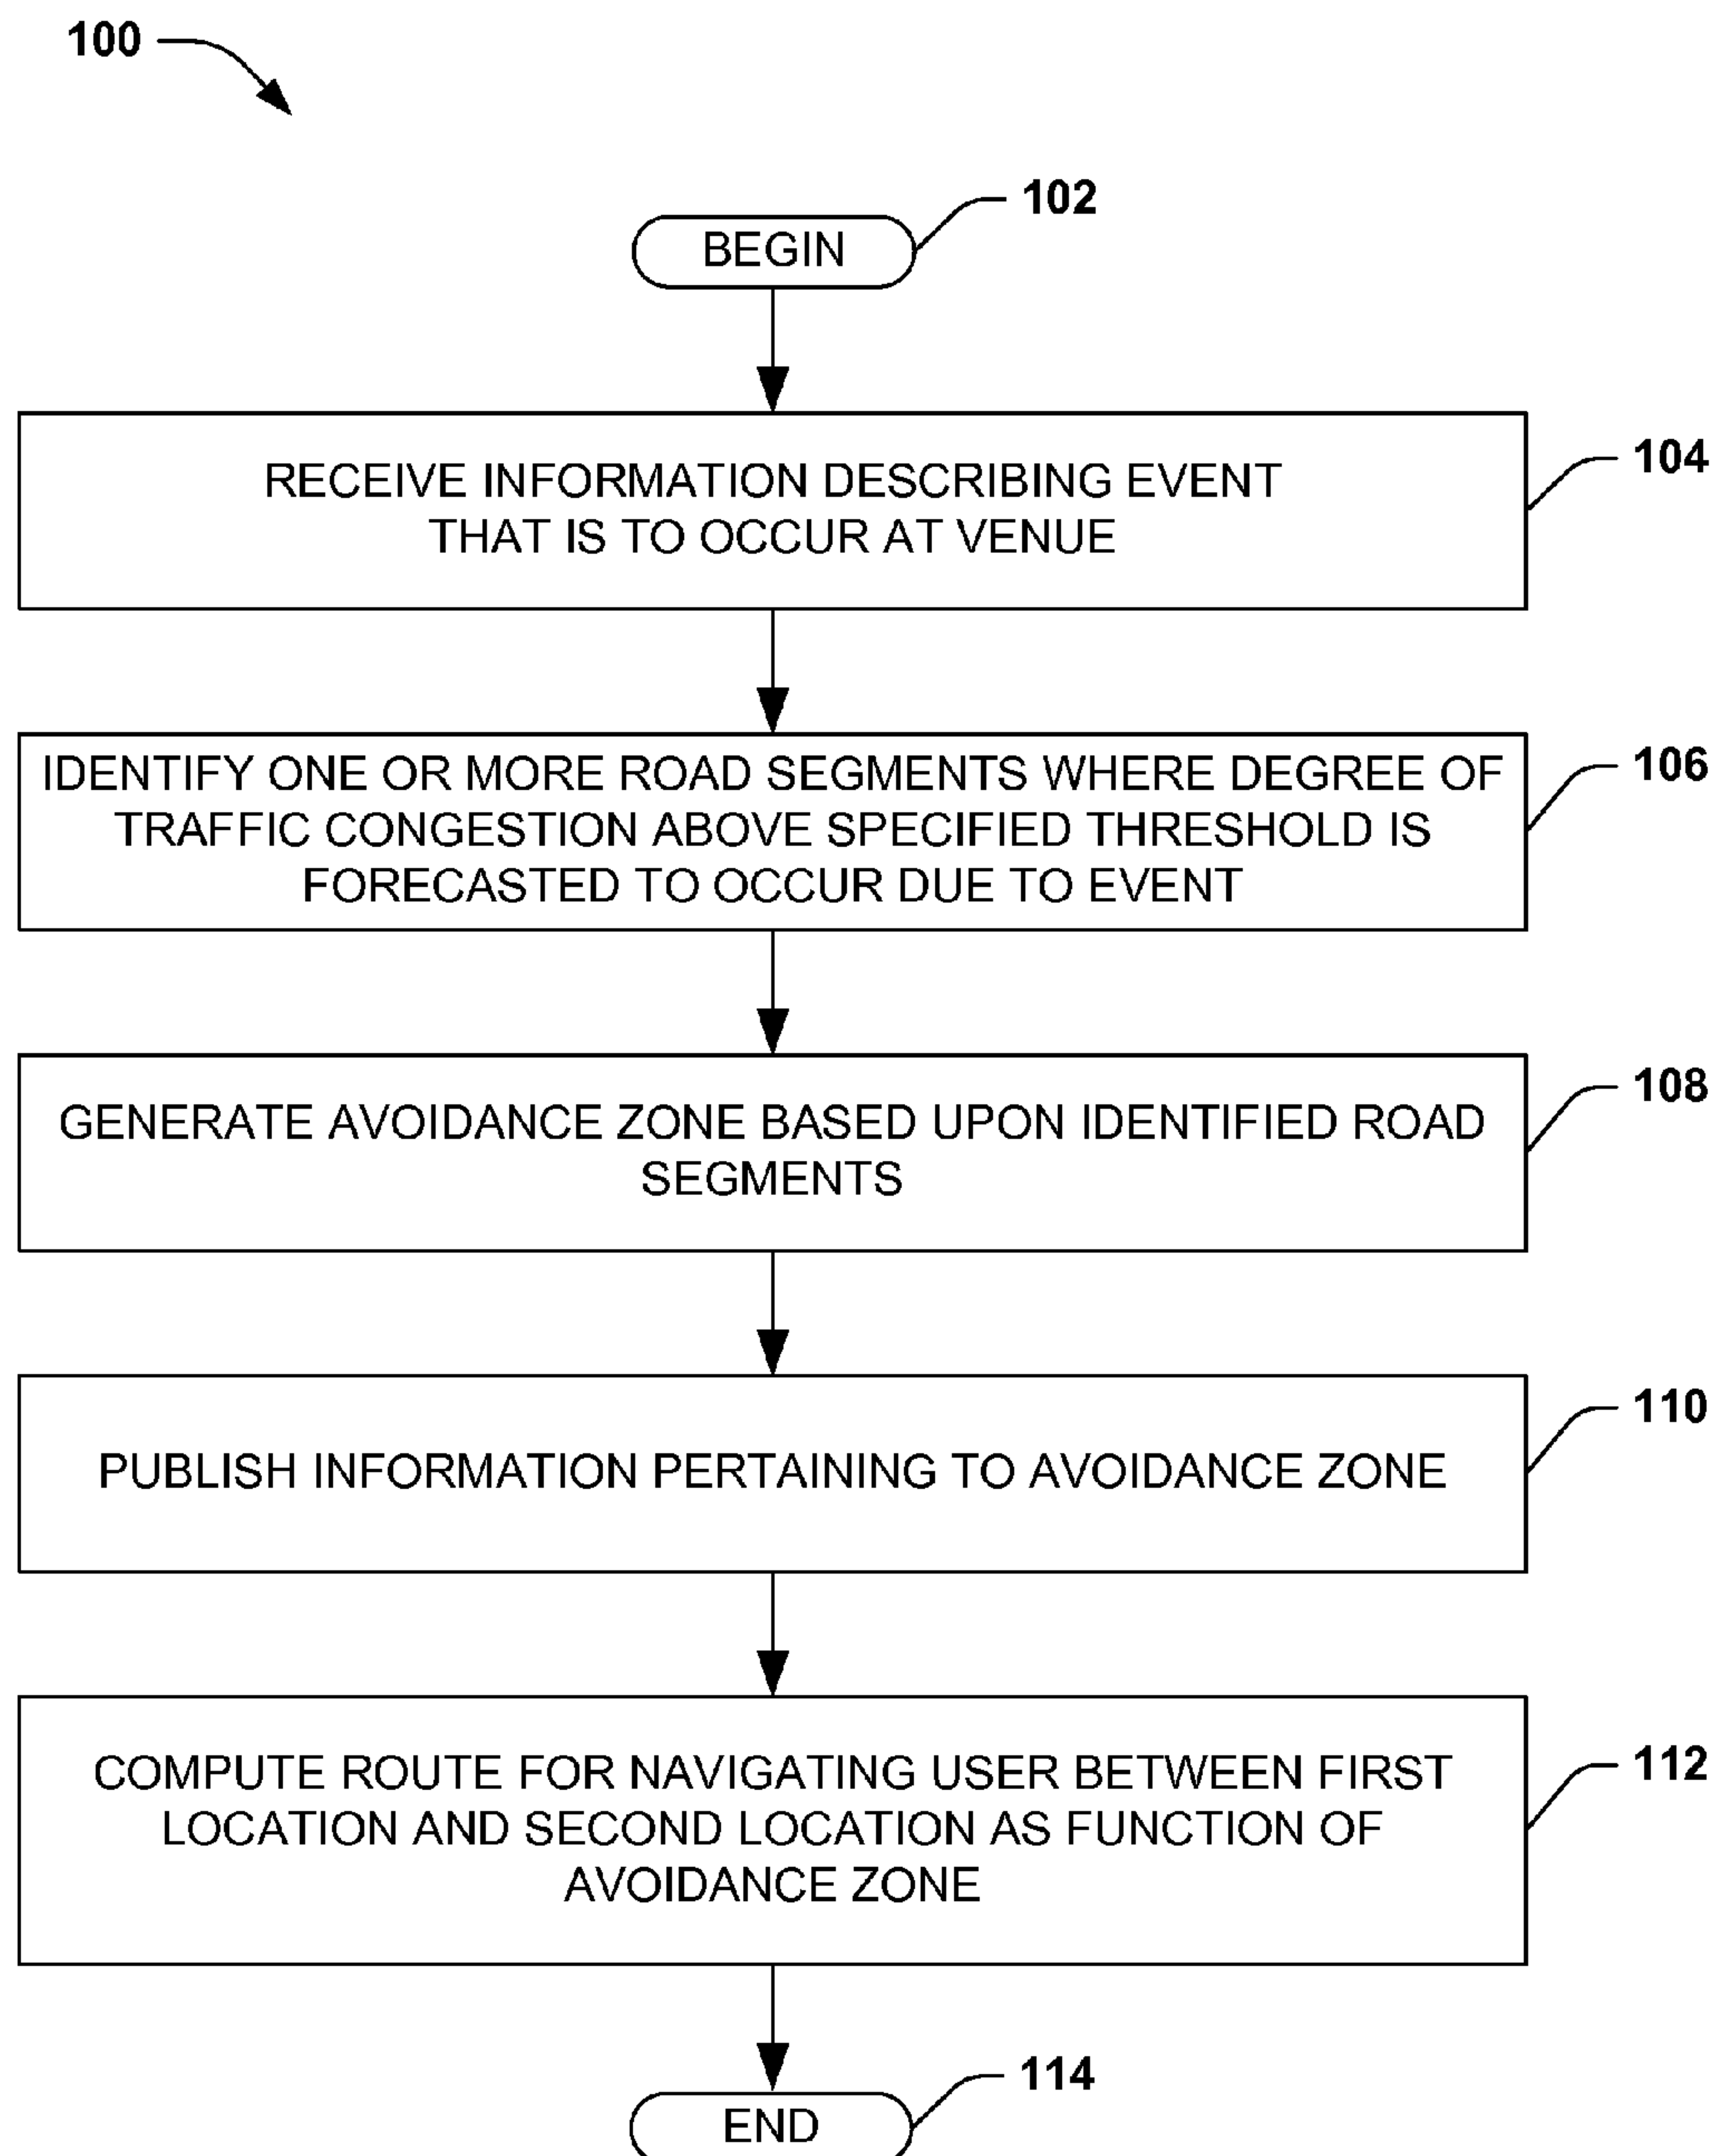 100
102
BEGIN
104
RECEIVE INFORMATION DESCRIBING EVENT
THAT IS TO OCCUR AT VENUE
106
IDENTIFY ONE OR MORE ROAD SEGMENTS WHERE DEGREE OF
TRAFFIC CONGESTION ABOVE SPECIFIED THRESHOLD IS
FORECASTED TO OCCUR DUE TO EVENT
108
GENERATE AVOIDANCE ZONE BASED UPON IDENTIFIED ROAD
SEGMENTS
110
PUBLISH INFORMATION PERTAINING TO AVOIDANCE ZONE
112
COMPUTE ROUTE FOR NAVIGATING USER BETWEEN FIRST
LOCATION AND SECOND LOCATION AS FUNCTION OF
AVOIDANCE ZONE
114
END